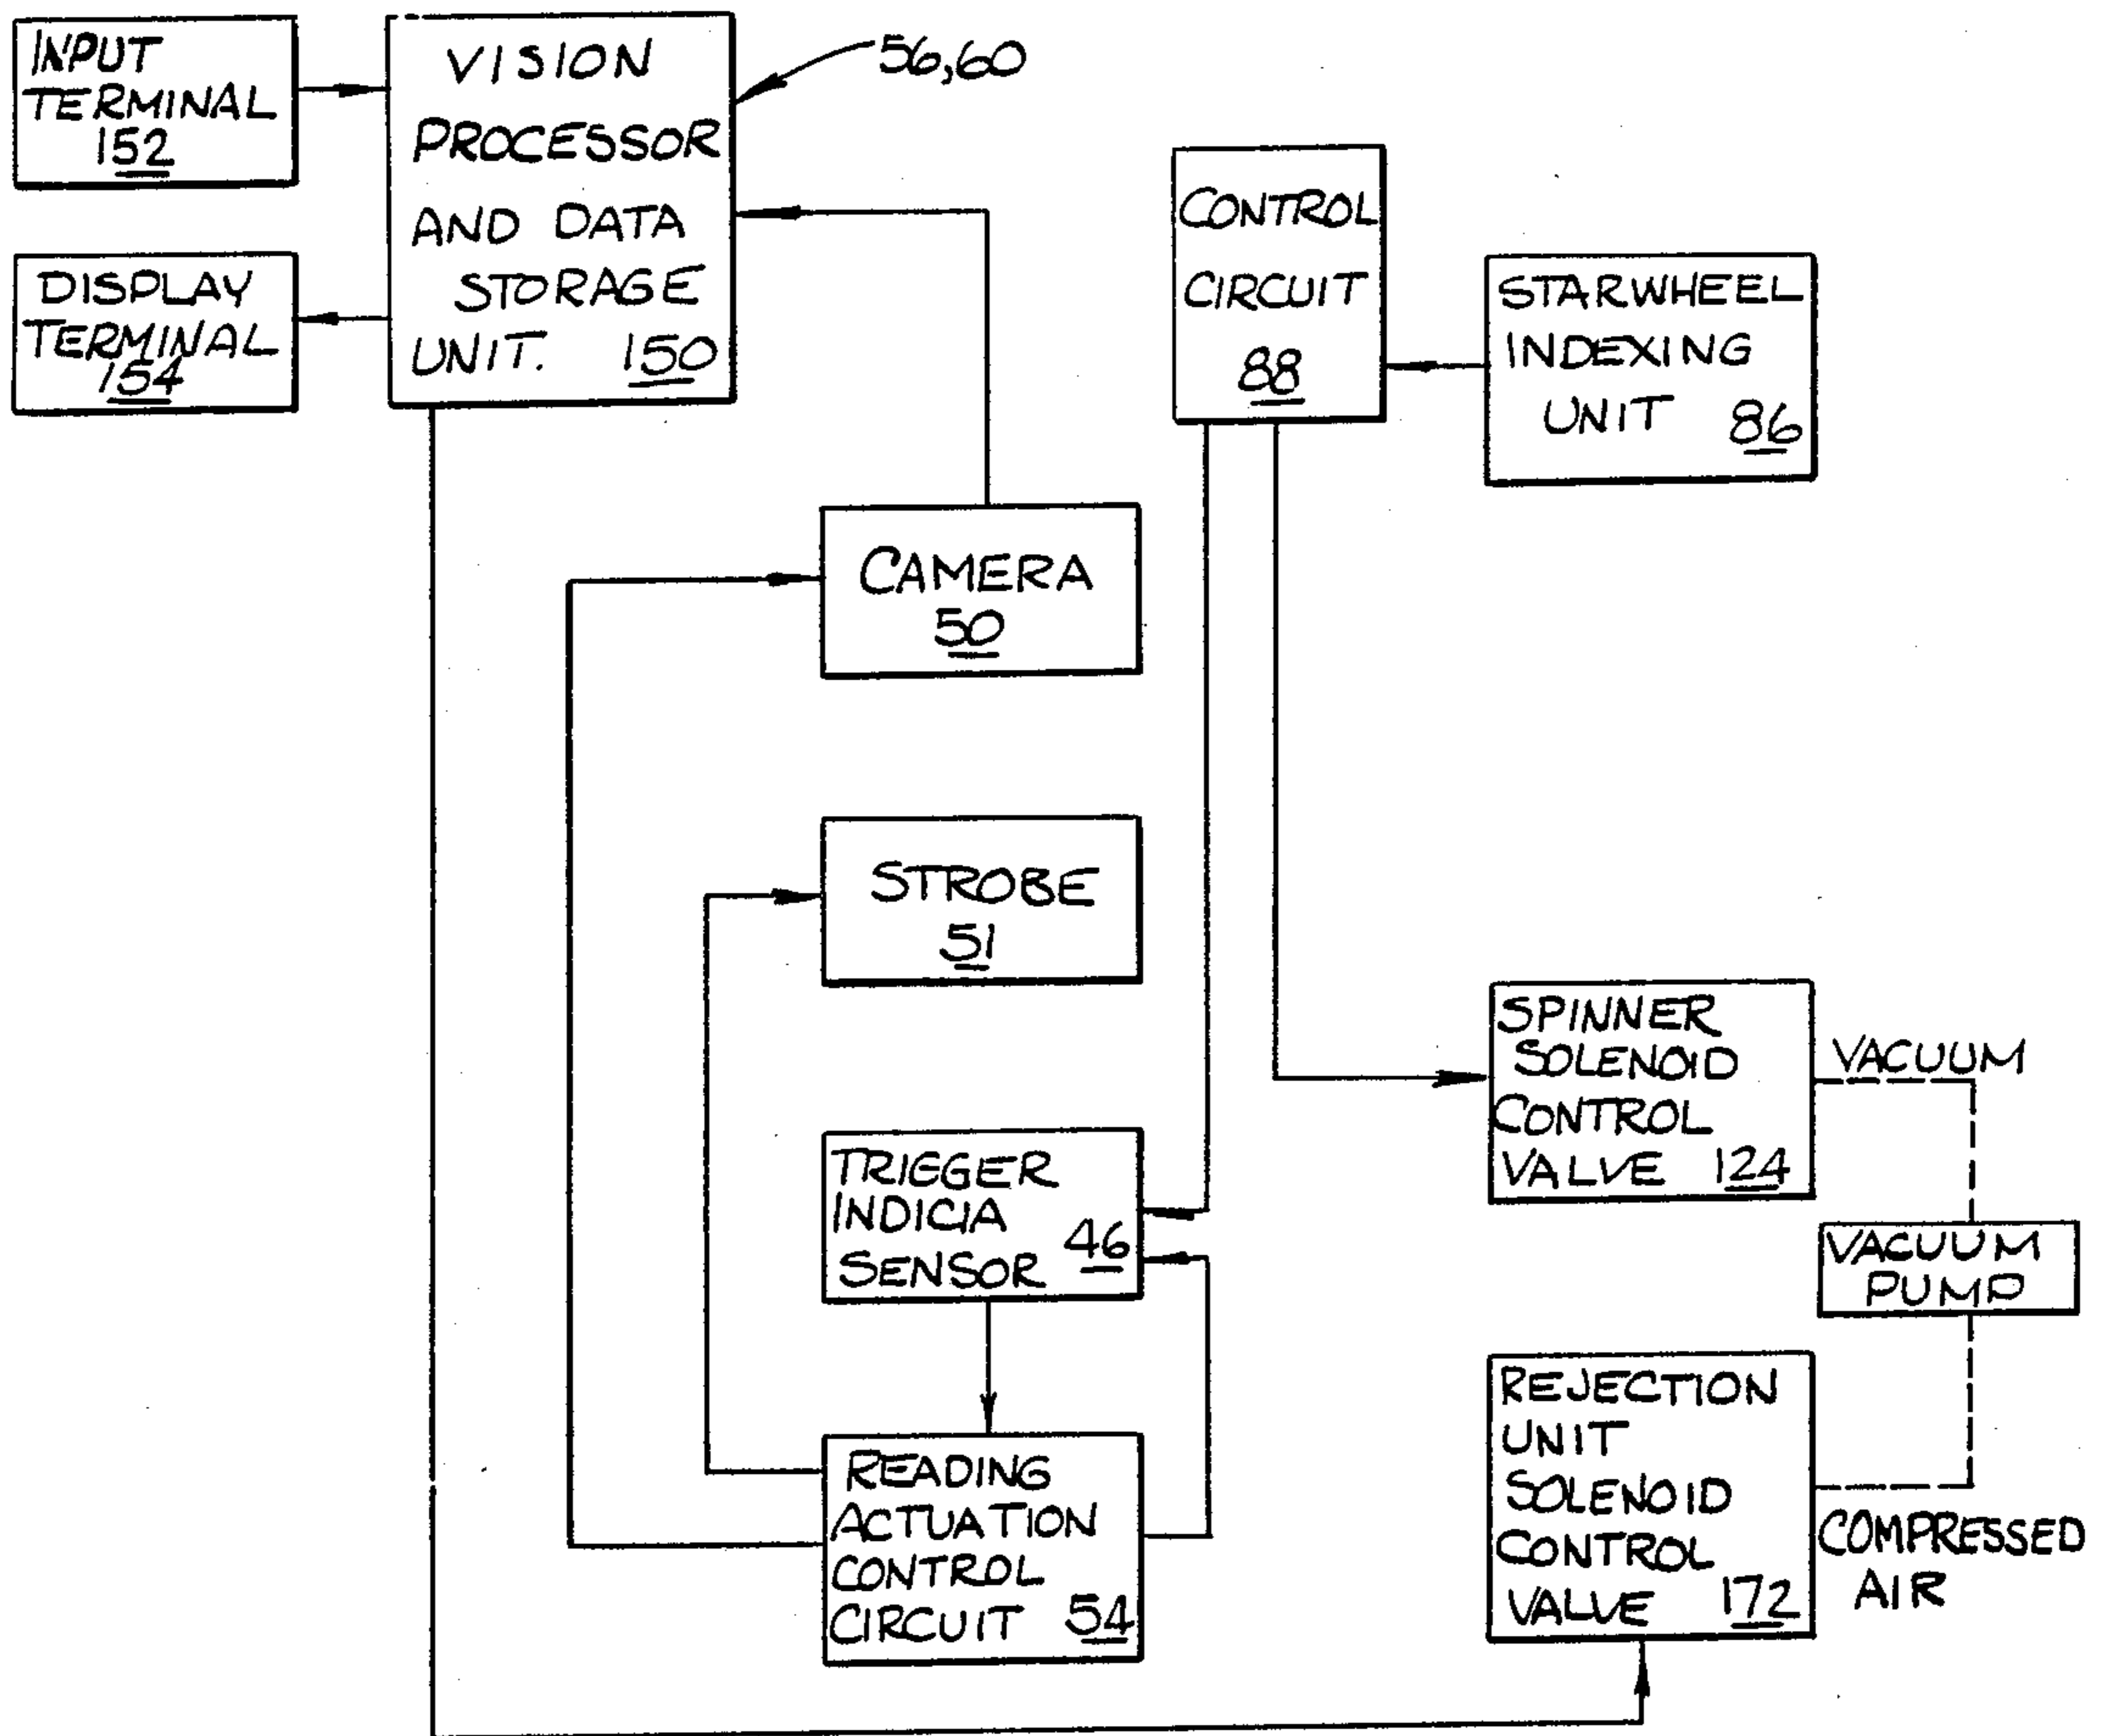 INPUT
TERMINAL
152
DISPLAY
TERMINAL
154
VISION
PROCESSOR
AND DATA
STORAGE
UNIT. 150
56,60
CONTROL
CIRCUIT
88
STARWHEEL
INDEXING
UNIT 86
CAMERA
50
STROBE
51
TRIGGER
INDICIA
SENSOR 46
READING
ACTUATION
CONTROL
CIRCUIT 54
SPINNER
SOLENOID
CONTROL
VALVE 124
VACUUM
VACUUM
PUMP
REJECTION
UNIT
SOLENOID
CONTROL
VALVE 172
COMPRESSED
AIR